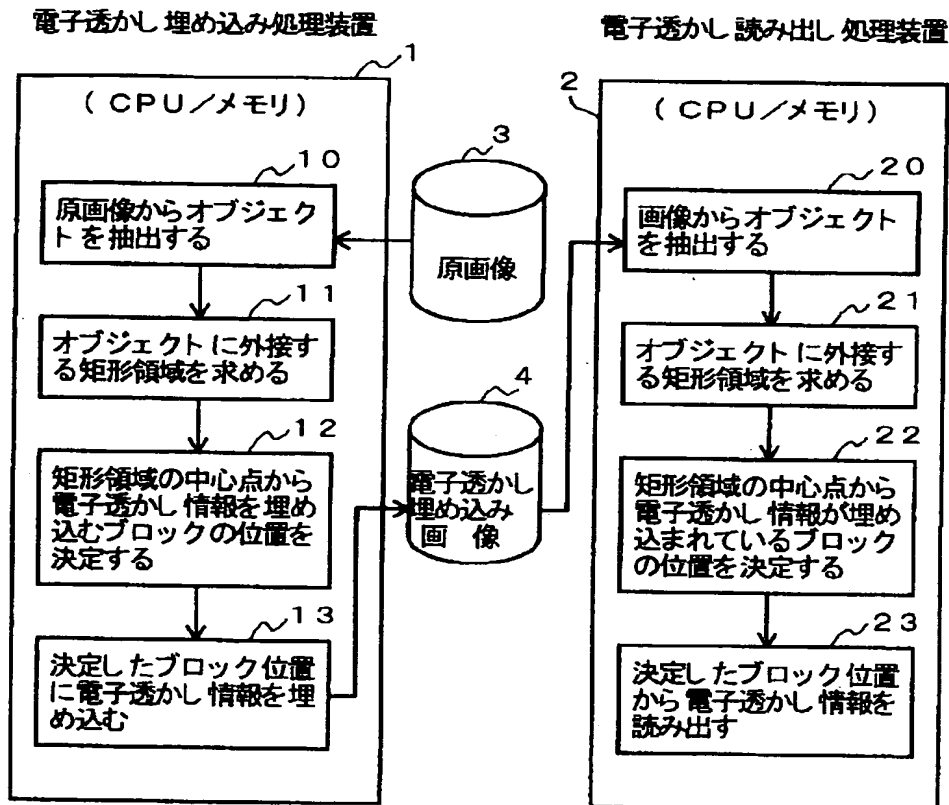 電子透かし埋め込み処理装置
1
(CPU/メモリ)
10
原画像からオブジェク
トを抽出する
11
オブジェクトに外接す
る矩形領域を求める
12
矩形領域の中心点から
電子透かし情報を埋め
込むブロックの位置を
決定する
13
決定したブロック位置
に電子透かし情報を埋
め込む
3
原画像
4
電子透かし
埋め込み
画 像
電子透かし読み出し処理装置
2
(CPU/メモリ)
20
画像からオブジェクト
を抽出する
21
オブジェクトに外接す
る矩形領域を求める
22
矩形領域の中心点から
電子透かし情報が埋め
込まれているブロック
の位置を決定する
23
決定したブロック位置
から電子透かし情報を
読み出す